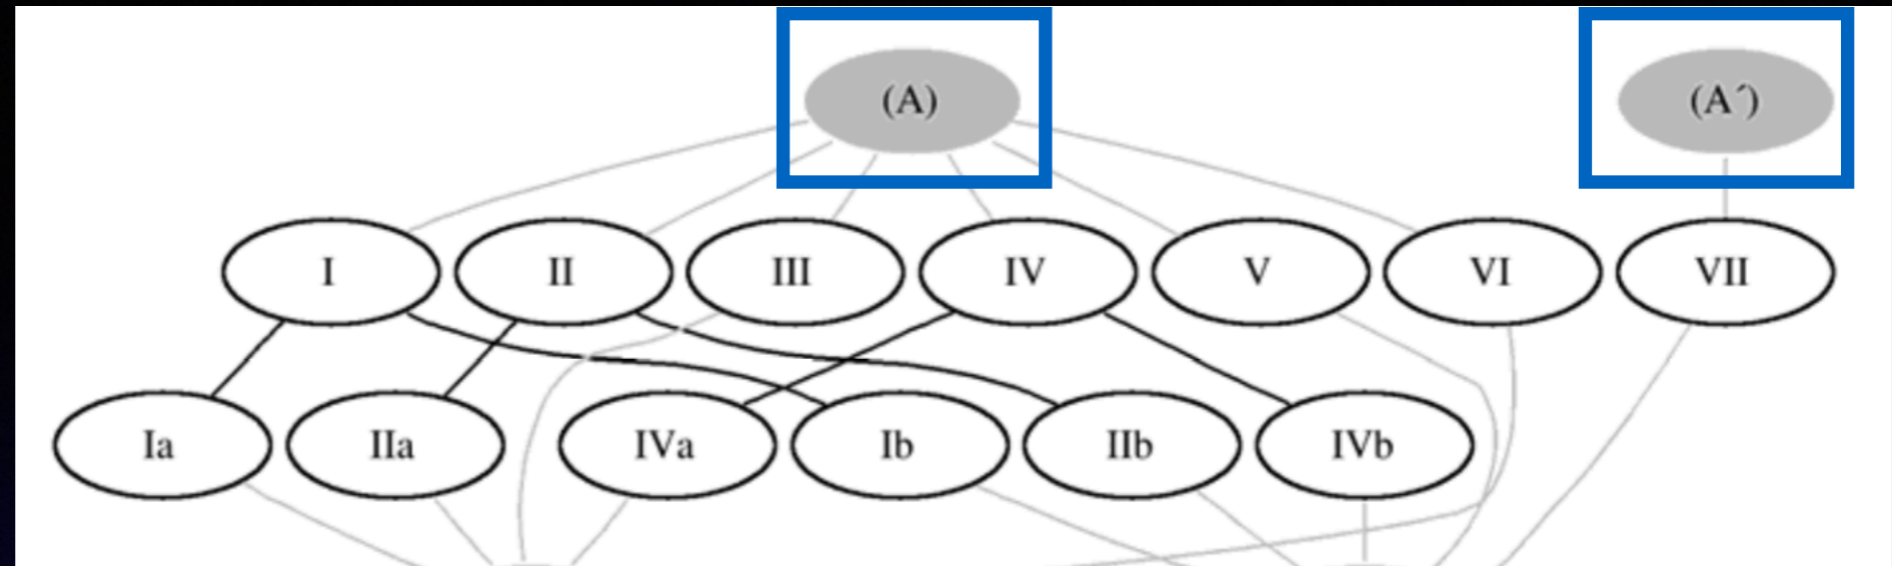 (A) (A´)
I II III IV V VI VII
Ia IIa IVa Ib IIb IVb